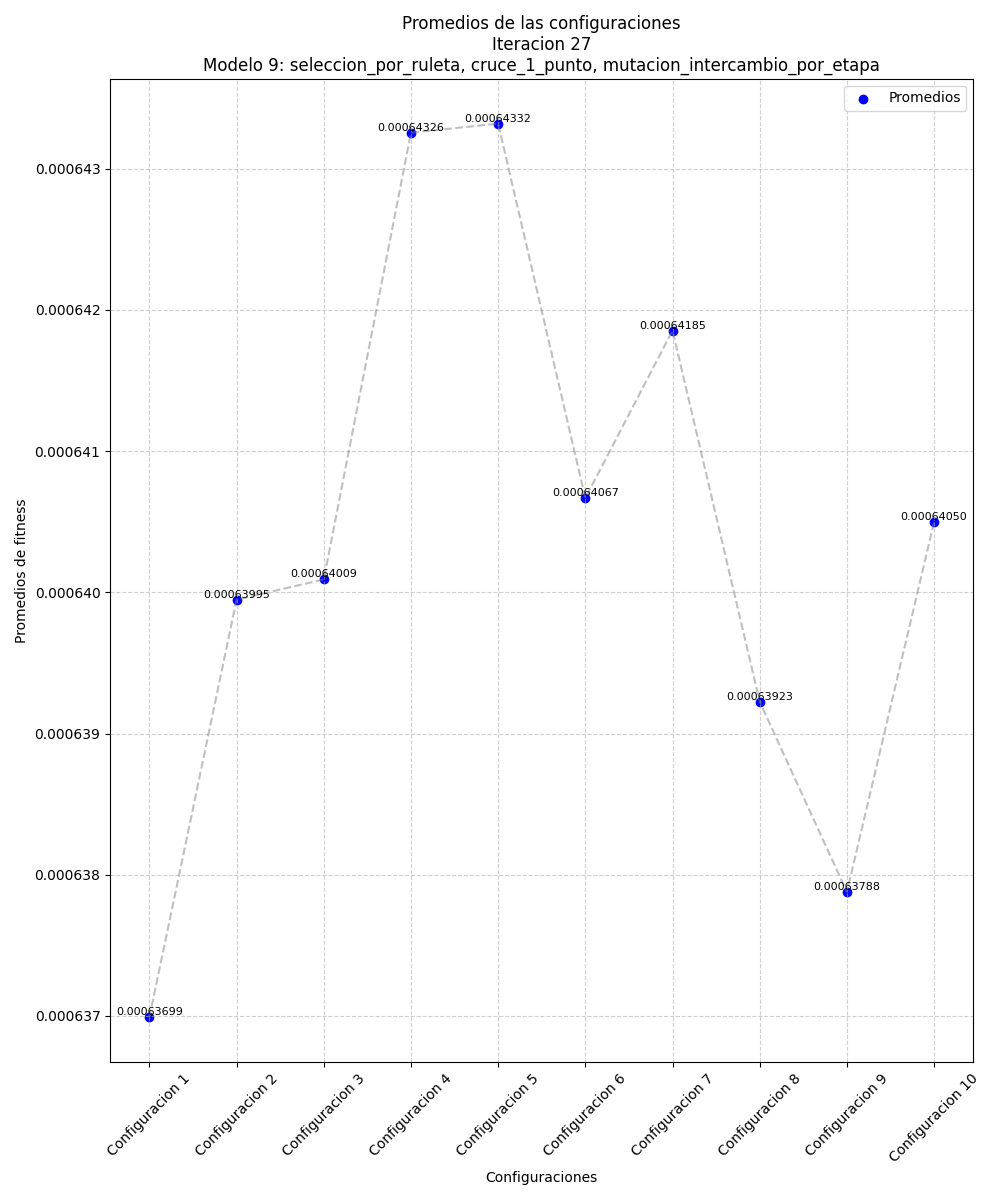 Promedios de las configuraciones
Iteracion 27
Modelo 9: seleccion_por_ruleta, cruce_1_punto, mutacion_intercambio_por_etapa
Promedios
0.00064326
0.00064332
0.00064185
0.00064067
0.00064050
0.00064009
0.00063995
0.00063923
0.00063788
0.00063699
0.000643
0.000642
0.000641
0.000640
0.000639
0.000638
0.000637
Promedios de fitness
Configuracion 1
Configuracion 2
Configuracion 3
Configuracion 4
Configuracion 5
Configuracion 6
Configuracion 7
Configuracion 8
Configuracion 9
Configuracion 10
Configuraciones